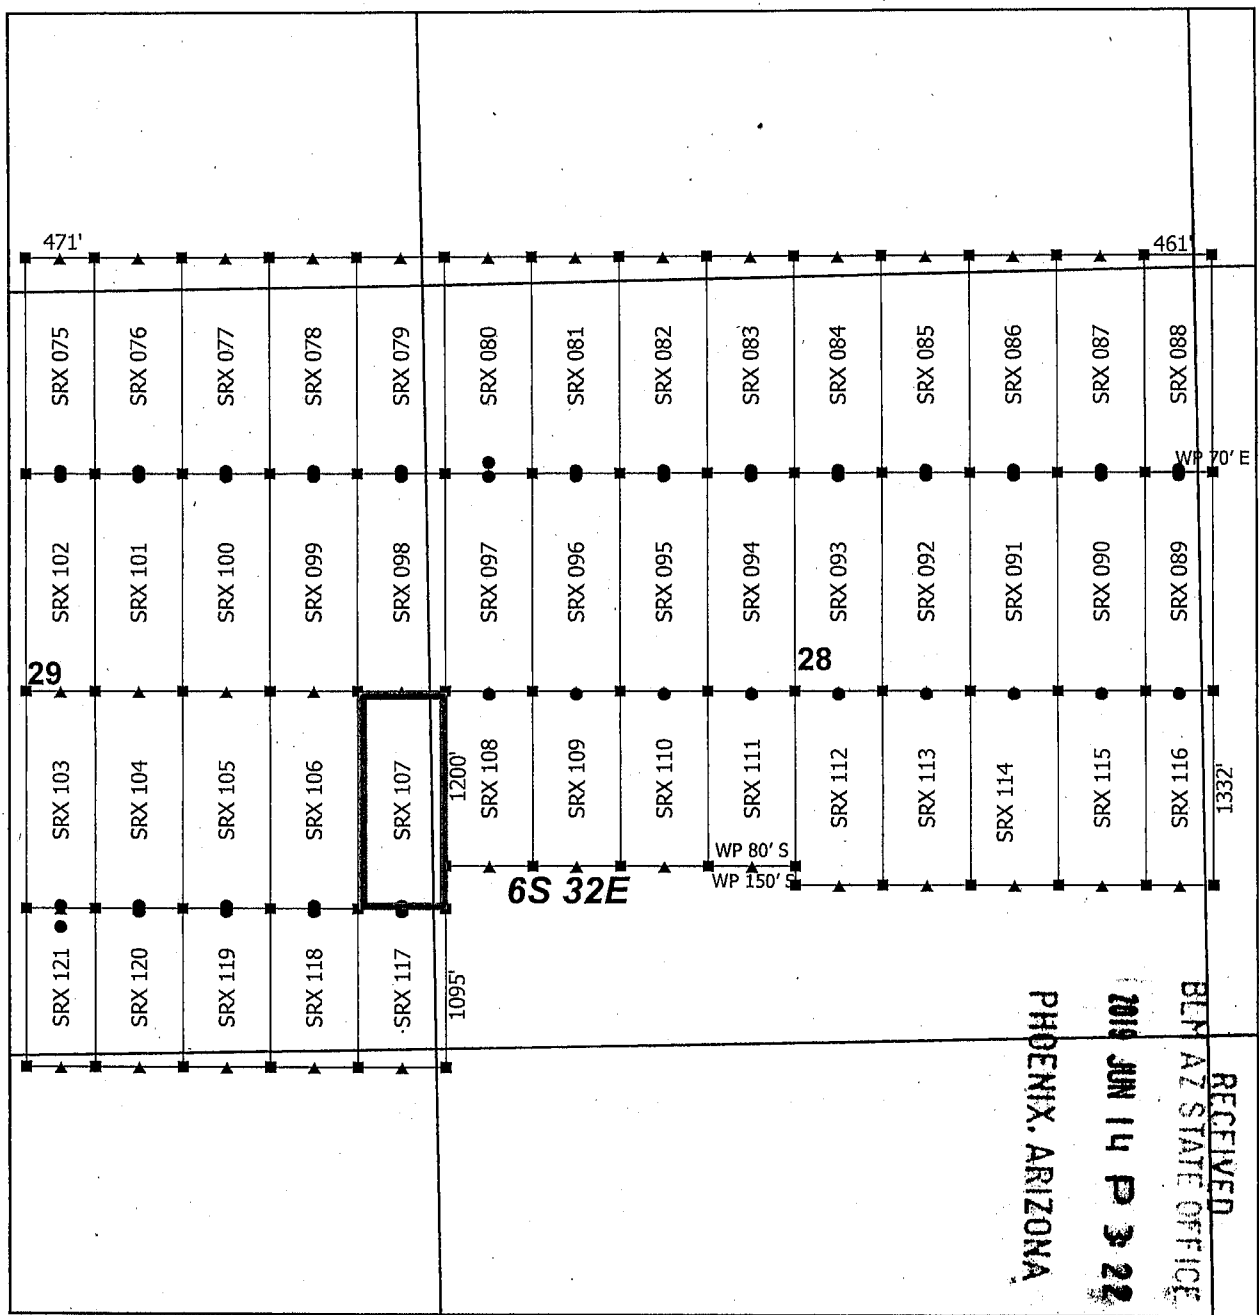 471'
461'
SRX 075
SRX 076
SRX 077
SRX 078
SRX 079
SRX 080
SRX 081
SRX 082
SRX 083
SRX 084
SRX 085
SRX 086
SRX 087
SRX 088
WP 70' E
SRX 102
SRX 101
SRX 100
SRX 099
SRX 098
SRX 097
SRX 096
SRX 095
SRX 094
SRX 093
SRX 092
SRX 091
SRX 090
SRX 089
29
28
SRX 103
SRX 104
SRX 105
SRX 106
SRX 107
1200'
SRX 108
SRX 109
SRX 110
SRX 111
SRX 112
SRX 113
SRX 114
SRX 115
SRX 116
1332'
WP 80' S
WP 150' S
6S 32E
SRX 121
SRX 120
SRX 119
SRX 118
SRX 117
1095'
RECEIVED
BLM AZ STATE OFFICE
2019 JUN 14 P 3 22
PHOENIX, ARIZONA